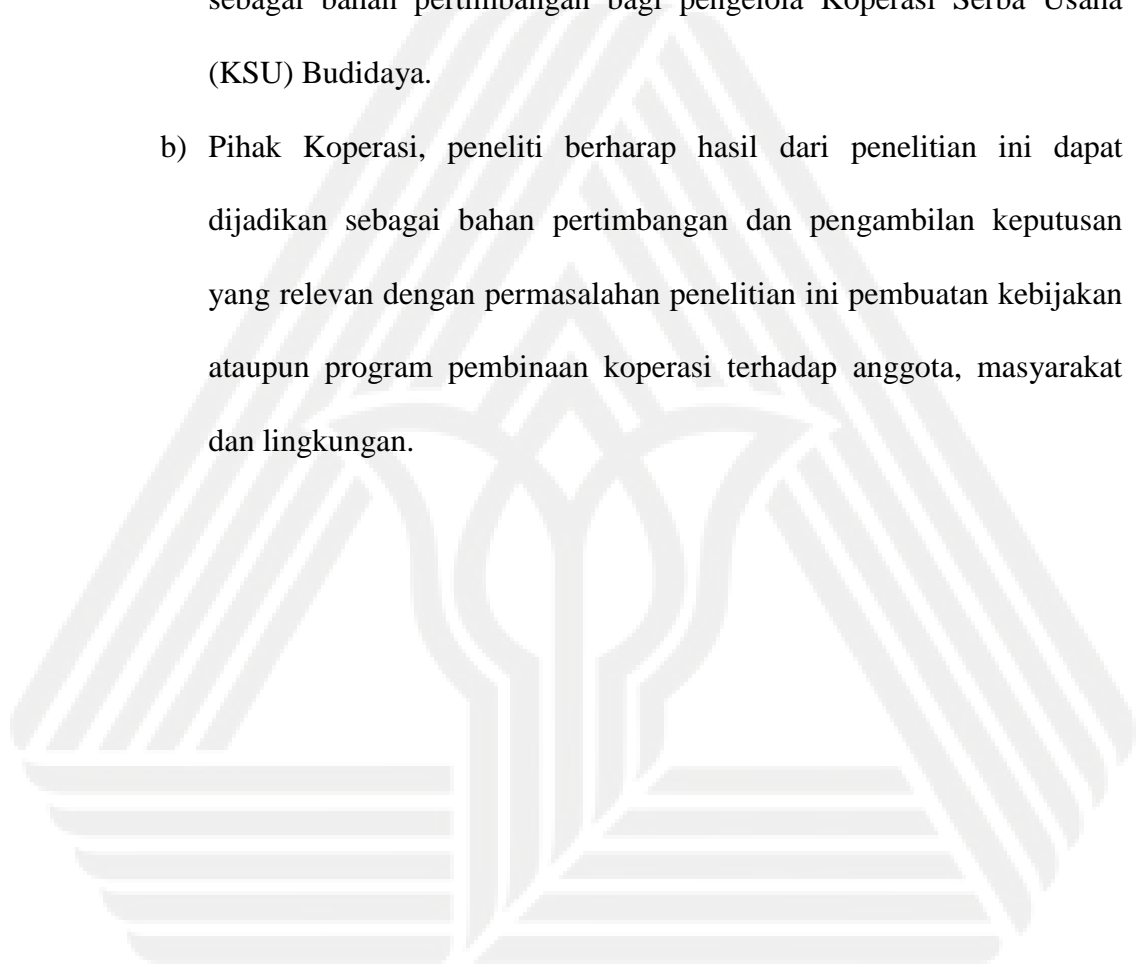 sebagai bahan pertimbangan bagi pengelola Koperasi Serba Usaha
(KSU) Budidaya.
b) Pihak Koperasi, peneliti berharap hasil dari penelitian ini dapat
dijadikan sebagai bahan pertimbangan dan pengambilan keputusan
yang relevan dengan permasalahan penelitian ini pembuatan kebijakan
ataupun program pembinaan koperasi terhadap anggota, masyarakat
dan lingkungan.